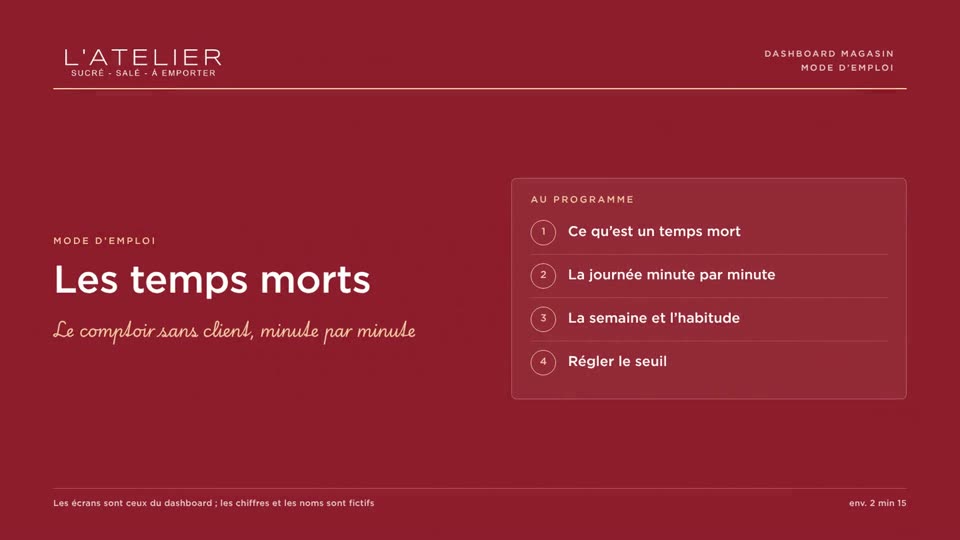 L'ATELIER
SUCRÉ - SALÉ - À EMPORTER
DASHBOARD MAGASIN
MODE D'EMPLOI
MODE D'EMPLOI
Les temps morts
Le comptoir sans client, minute par minute
AU PROGRAMME
1 Ce qu'est un temps mort
2 La journée minute par minute
3 La semaine et l'habitude
4 Régler le seuil
Les écrans sont ceux du dashboard ; les chiffres et les noms sont fictifs
env. 2 min 15